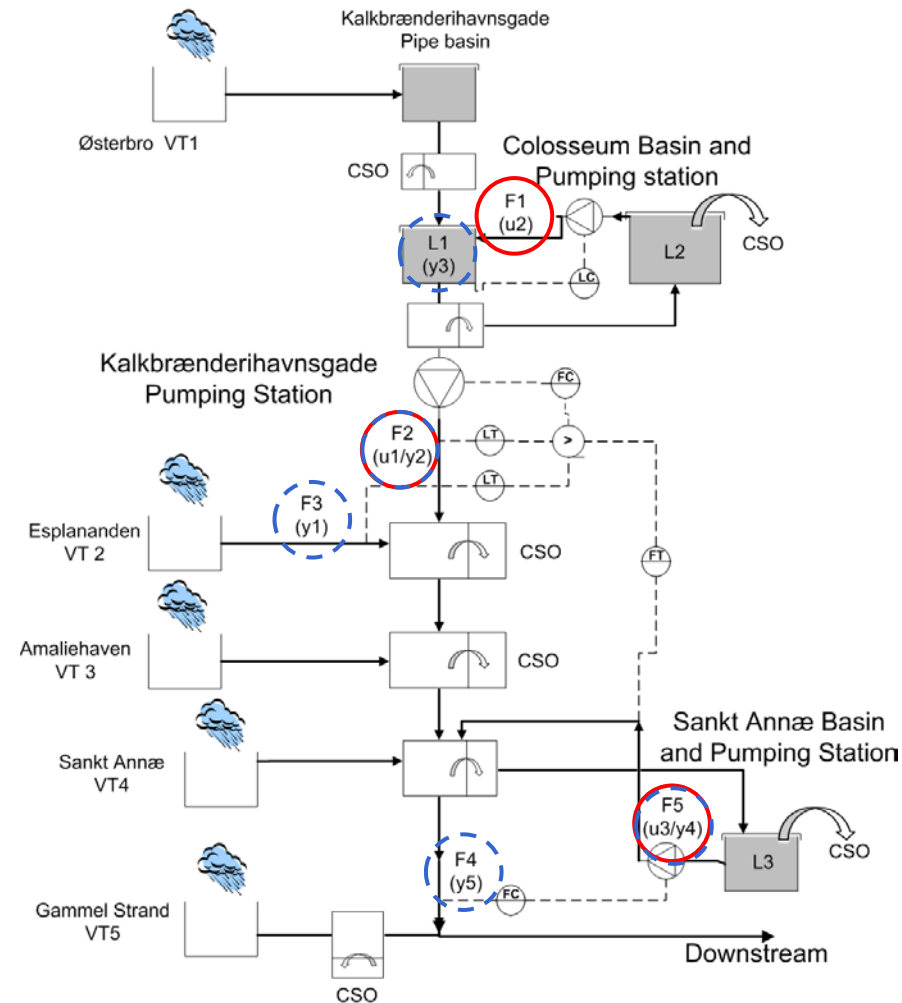 Kalkbrænderihavnsgade
Pipe basin
Østerbro VT1
CSO
Colosseum Basin and
Pumping station
F1
(u2)
L1
(y3)
L2
CSO
LC
Kalkbrænderihavnsgade
Pumping Station
FC
F2
(u1/y2)
LT
>
LT
F3
(y1)
Esplananden
VT 2
CSO
FT
Amaliehaven
VT 3
CSO
Sankt Annæ
VT4
Sankt Annæ Basin
and Pumping Station
F5
(u3/y4)
L3
CSO
F4
(y5)
FC
Gammel Strand
VT5
Downstream
CSO